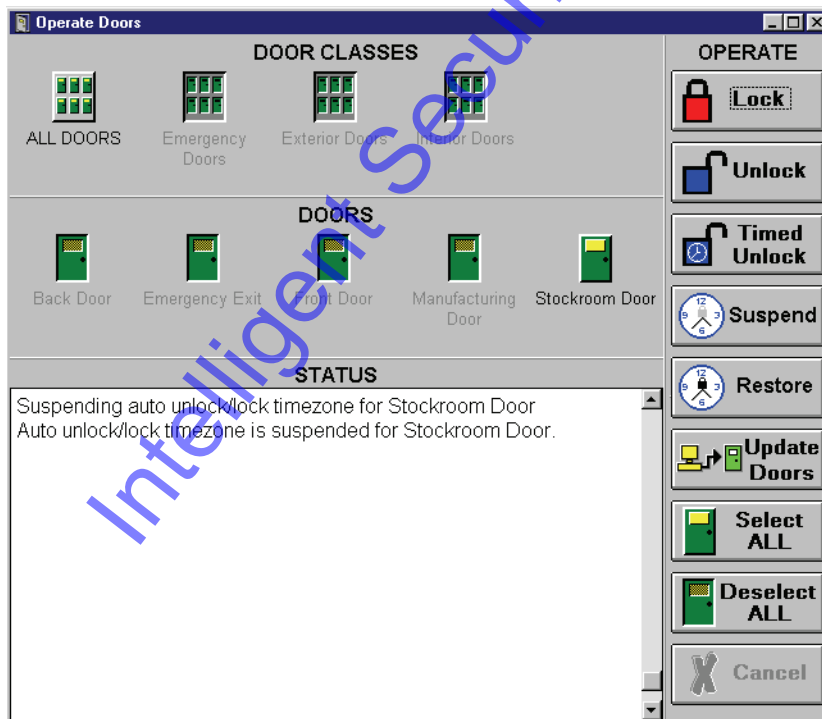 Operate Doors
DOOR CLASSES
ALL DOORS
Emergency
Doors
Exterior Doors
Interior Doors
DOORS
Back Door
Emergency Exit
Front Door
Manufacturing
Door
Stockroom Door
STATUS
Suspending auto unlock/lock timezone for Stockroom Door
Auto unlock/lock timezone is suspended for Stockroom Door.
OPERATE
Lock
Unlock
Timed
Unlock
Suspend
Restore
Update
Doors
Select
ALL
Deselect
ALL
Cancel
Intelligent Secur